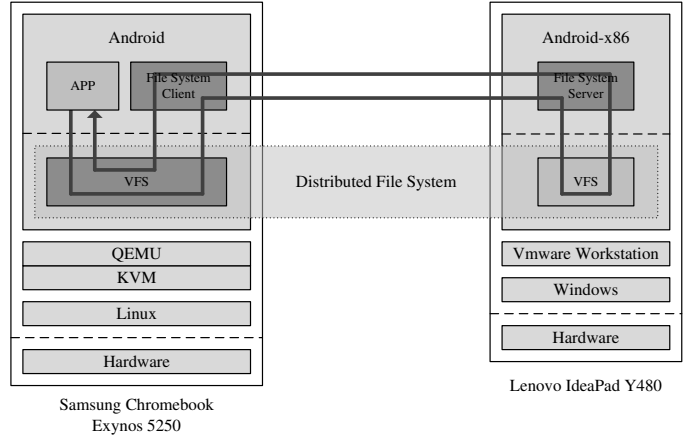 Android
APP
File System
Client
VFS
QEMU
KVM
Linux
Hardware
Samsung Chromebook
Exynos 5250
Distributed File System
Android-x86
File System
Server
VFS
Vmware Workstation
Windows
Hardware
Lenovo IdeaPad Y480